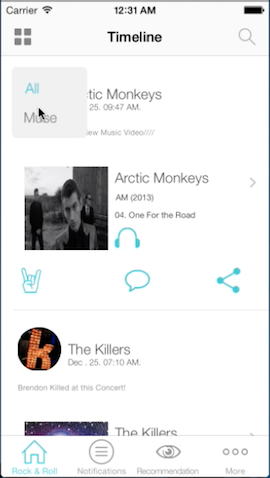 Carrier 12:31 AM
Timeline
All
Muse
ctic Monkeys
. 25. 09:47 AM.
iew Music Video////
Arctic Monkeys
AM (2013)
04. One For the Road
The Killers
Dec . 25. 07:10 AM.
Brendon Killed at this Concert!
The Killers
Rock & Roll Notifications Recommendation More